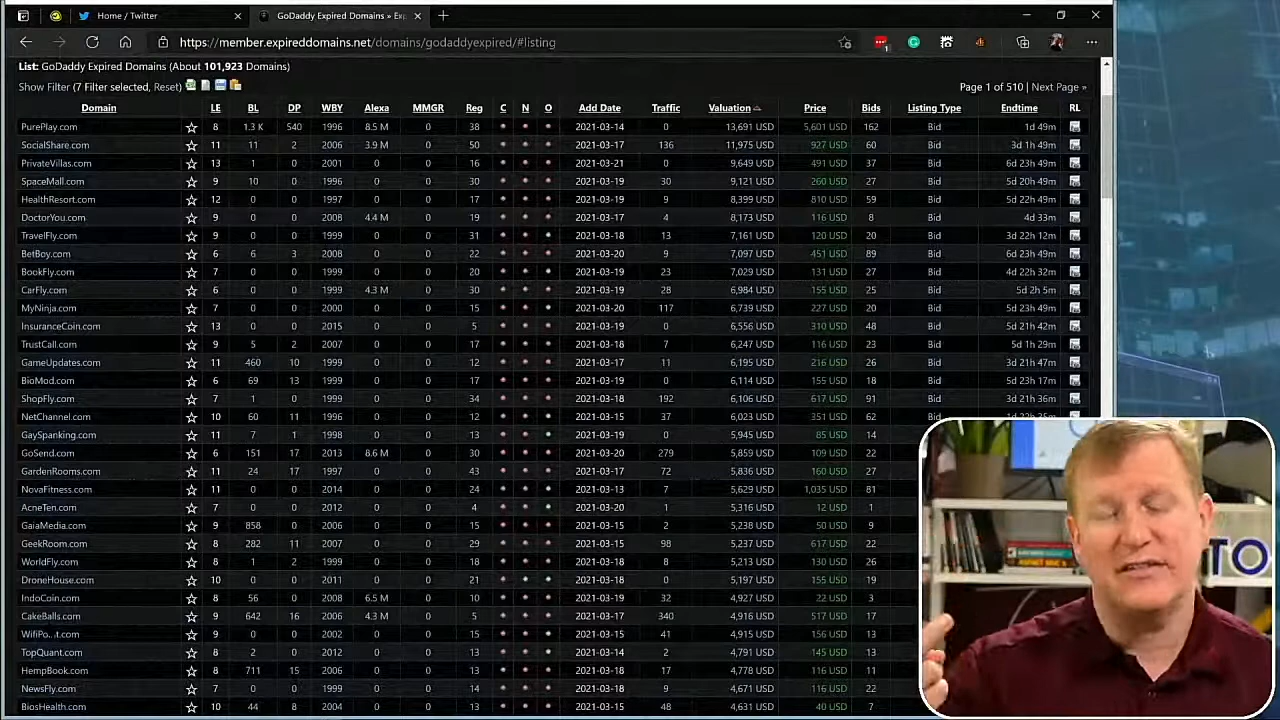 Home / Twitter
GoDaddy Expired Domains » Exp
https://member.expireddomains.net/domains/godaddyexpired/#listing
1
List: GoDaddy Expired Domains (About 101,923 Domains)
Show Filter (7 Filter selected, Reset) Page 1 of 510 | Next Page »
Domain LE BL DP WBY Alexa MMGR Reg C N O Add Date Traffic Valuation Price Bids Listing Type Endtime RL
PurePlay.com 8 1.3 K 540 1996 8.5 M 0 38 2021-03-14 0 13,691 USD 5,601 USD 162 Bid 1d 49m
SocialShare.com 11 11 2 2006 3.9 M 0 50 2021-03-17 136 11,975 USD 927 USD 60 Bid 3d 1h 49m
PrivateVillas.com 13 1 0 2001 0 0 16 2021-03-21 0 9,649 USD 491 USD 37 Bid 6d 23h 49m
SpaceMall.com 9 10 0 1996 0 0 30 2021-03-19 30 9,121 USD 260 USD 27 Bid 5d 20h 49m
HealthResort.com 12 0 0 1997 0 0 17 2021-03-19 9 8,399 USD 810 USD 59 Bid 5d 22h 49m
DoctorYou.com 9 0 0 2008 4.4 M 0 19 2021-03-17 4 8,173 USD 116 USD 8 Bid 4d 33m
TravelFly.com 9 0 0 1999 0 0 31 2021-03-18 13 7,161 USD 120 USD 20 Bid 3d 22h 12m
BetBoy.com 6 6 3 2008 0 0 22 2021-03-20 9 7,097 USD 451 USD 89 Bid 6d 23h 49m
BookFly.com 7 0 0 1999 0 0 20 2021-03-19 23 7,029 USD 131 USD 27 Bid 4d 22h 32m
CarFly.com 6 0 0 1999 4.3 M 0 30 2021-03-19 28 6,984 USD 155 USD 25 Bid 5d 2h 5m
MyNinja.com 7 0 0 2000 0 0 15 2021-03-20 117 6,739 USD 227 USD 20 Bid 5d 23h 49m
InsuranceCoin.com 13 0 0 2015 0 0 5 2021-03-19 0 6,556 USD 310 USD 48 Bid 5d 21h 42m
TrustCall.com 9 5 2 2007 0 0 17 2021-03-18 7 6,247 USD 116 USD 23 Bid 5d 1h 29m
GameUpdates.com 11 460 10 1999 0 0 12 2021-03-17 11 6,195 USD 216 USD 26 Bid 3d 21h 47m
BioMod.com 6 69 13 1999 0 0 17 2021-03-19 0 6,114 USD 155 USD 18 Bid 5d 23h 17m
ShopFly.com 7 1 0 1999 0 0 34 2021-03-18 192 6,106 USD 617 USD 91 Bid 3d 21h 36m
NetChannel.com 10 60 11 1996 0 0 12 2021-03-19 37 6,023 USD 351 USD 62 Bid
GaySpanking.com 11 7 1 1998 0 0 13 2021-03-19 0 5,945 USD 85 USD 14
GoSend.com 6 151 17 2013 8.6 M 0 30 2021-03-20 279 5,859 USD 109 USD 22
GardenRooms.com 11 24 17 1997 0 0 43 2021-03-17 72 5,836 USD 160 USD 27
NovaFitness.com 11 0 0 2014 0 0 24 2021-03-13 7 5,629 USD 1,035 USD 81
AcneTen.com 7 0 0 2012 0 0 4 2021-03-20 1 5,316 USD 12 USD 1
GaiaMedia.com 9 858 0 2006 0 0 15 2021-03-15 2 5,238 USD 50 USD 9
GeekRoom.com 8 282 11 2007 0 0 29 2021-03-15 98 5,237 USD 617 USD 22
WorldFly.com 8 1 2 1999 0 0 18 2021-03-18 8 5,213 USD 130 USD 26
DroneHouse.com 10 0 0 2011 0 0 21 2021-03-18 0 5,197 USD 155 USD 19
IndoCoin.com 8 56 0 2008 6.5 M 0 10 2021-03-19 32 4,927 USD 22 USD 3
CakeBalls.com 9 642 16 2006 4.3 M 0 5 2021-03-19 340 4,916 USD 517 USD 17
9 0 0 2002 0 0 15 2021-03-15 41 4,915 USD 156 USD 13
TopQuant.com 8 2 0 2012 0 0 13 2021-03-14 2 4,791 USD 145 USD 13
HempBook.com 8 711 15 2006 0 0 13 2021-03-18 17 4,778 USD 116 USD 11
NewsFly.com 7 0 0 1999 0 0 14 2021-03-18 9 4,671 USD 116 USD 22
BiosHealth.com 10 44 8 2004 0 0 13 2021-03-15 48 4,631 USD 40 USD 7
TO